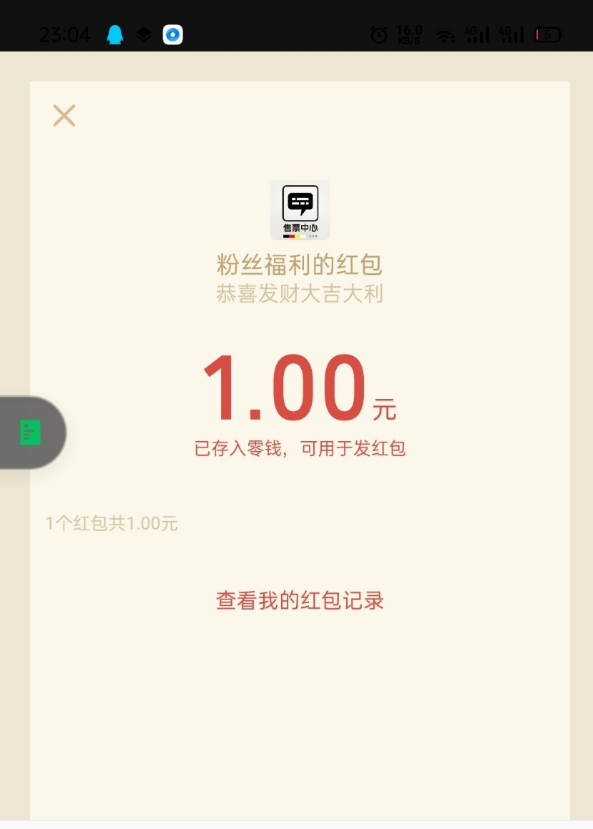 23:04 16.0 KB/S 4G 4G 5
售票中心
粉丝福利的红包
恭喜发财大吉大利
1.00元
已存入零钱，可用于发红包
1个红包共1.00元
查看我的红包记录